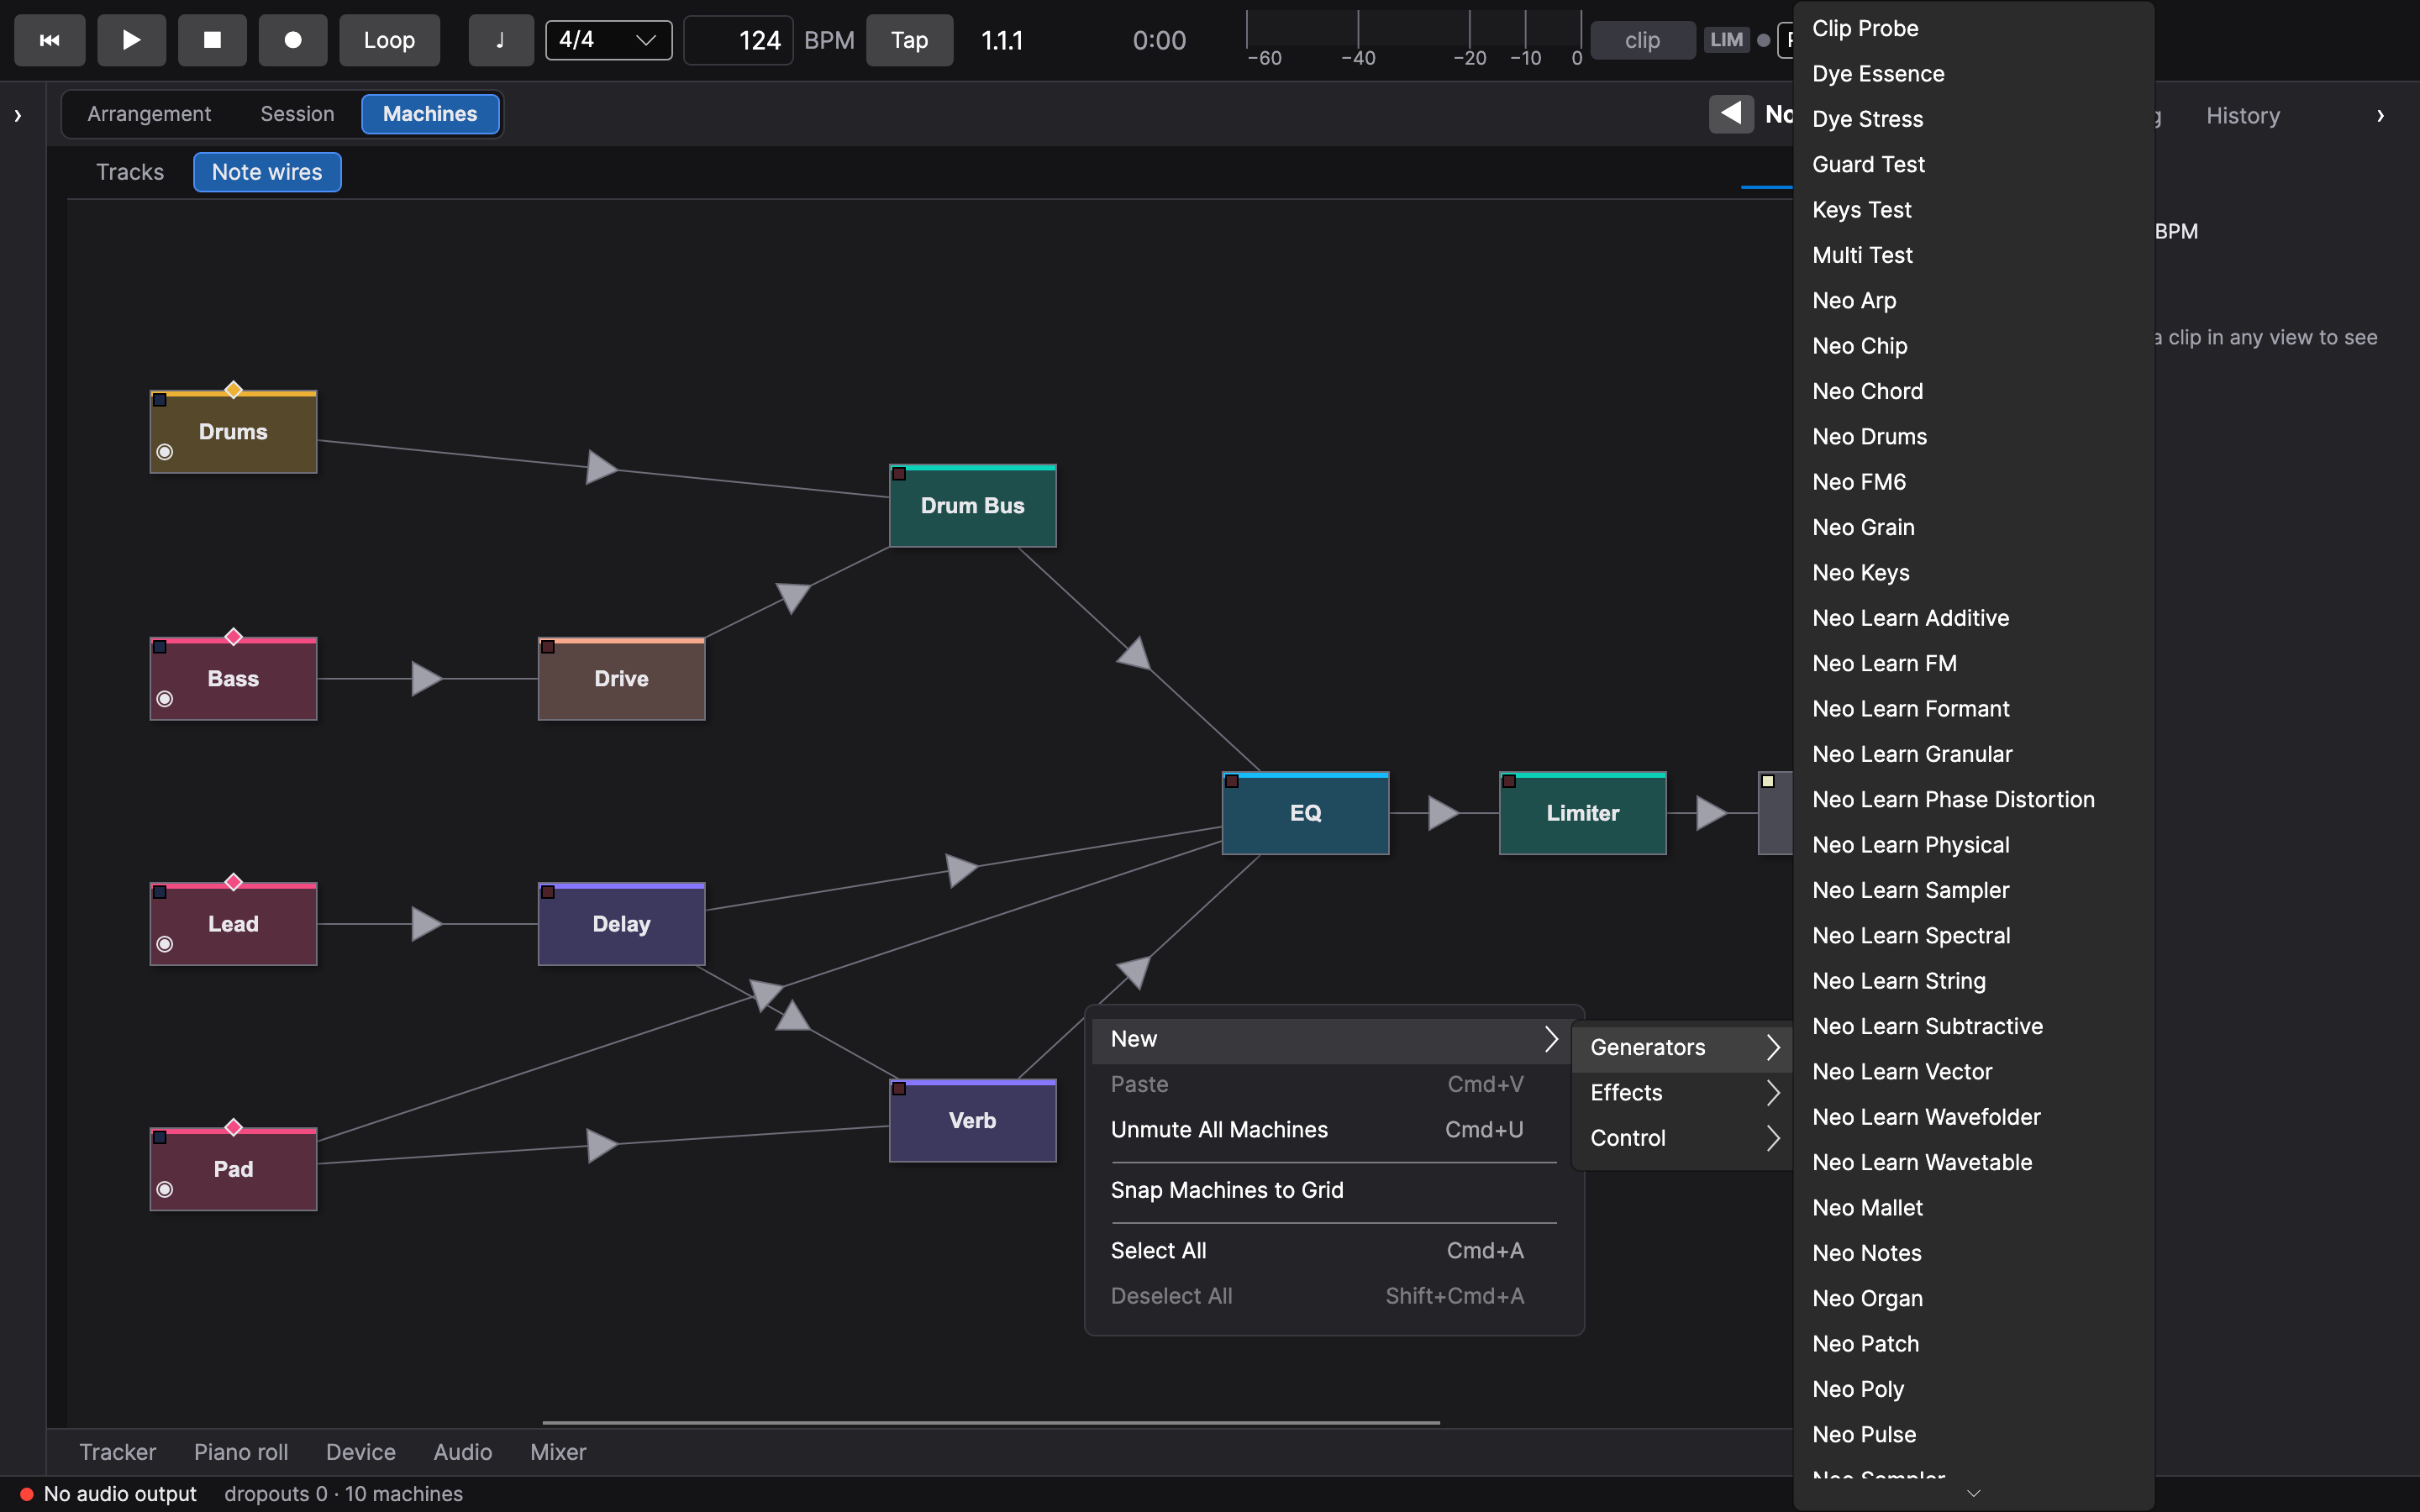 Loop
4/4
124 BPM
Tap
1.1.1
0:00
−60 −40 −20 −10 0
clip
LIM
Arrangement
Session
Machines
History
Tracks
Note wires
BPM
a clip in any view to see
Drums
Drum Bus
Bass
Drive
EQ
Limiter
Lead
Delay
Pad
Verb
New
Paste Cmd+V
Unmute All Machines Cmd+U
Snap Machines to Grid
Select All Cmd+A
Deselect All Shift+Cmd+A
Generators
Effects
Control
Clip Probe
Dye Essence
Dye Stress
Guard Test
Keys Test
Multi Test
Neo Arp
Neo Chip
Neo Chord
Neo Drums
Neo FM6
Neo Grain
Neo Keys
Neo Learn Additive
Neo Learn FM
Neo Learn Formant
Neo Learn Granular
Neo Learn Phase Distortion
Neo Learn Physical
Neo Learn Sampler
Neo Learn Spectral
Neo Learn String
Neo Learn Subtractive
Neo Learn Vector
Neo Learn Wavefolder
Neo Learn Wavetable
Neo Mallet
Neo Notes
Neo Organ
Neo Patch
Neo Poly
Neo Pulse
Neo Sampler
Tracker
Piano roll
Device
Audio
Mixer
No audio output
dropouts 0 · 10 machines